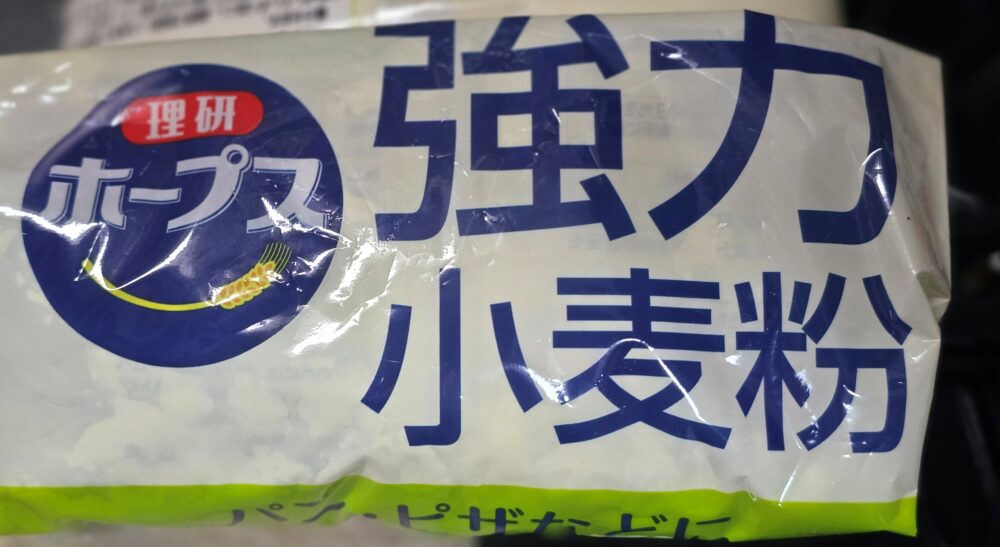 理研
ホープス
強力
小麦粉
パン・ピザなどに